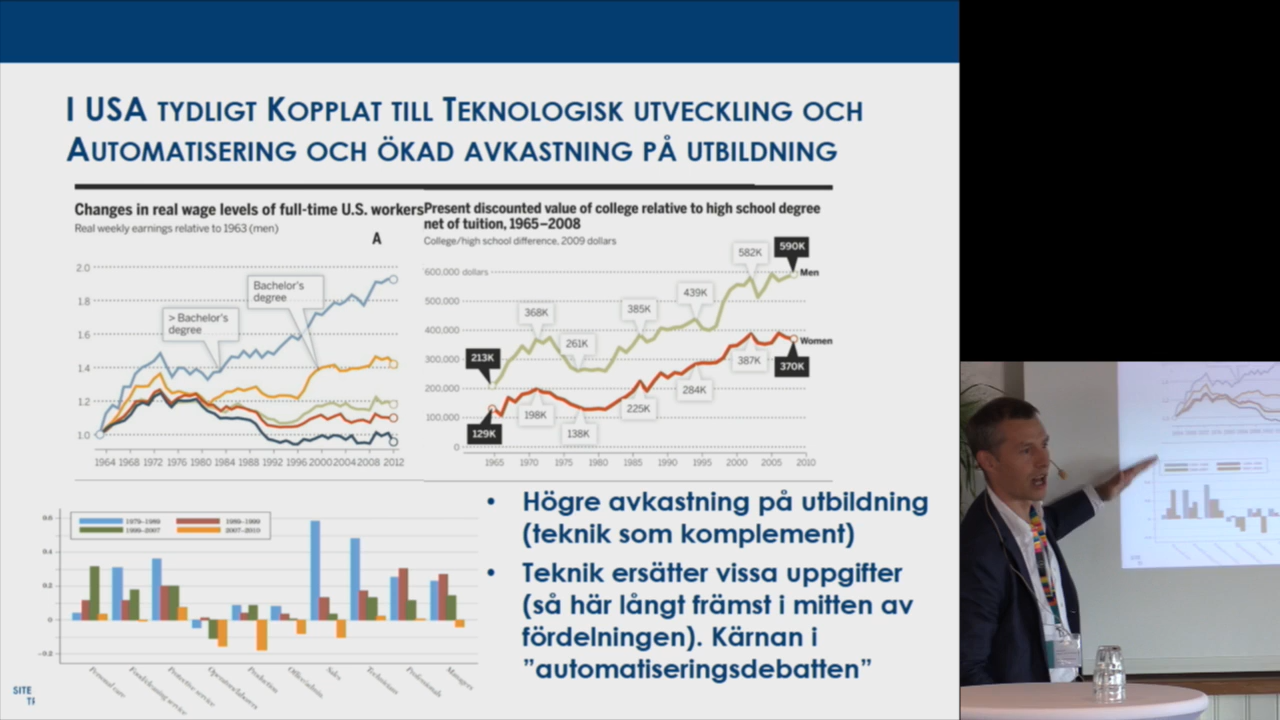 I USA TYDLIGT KOPPLAT TILL TEKNOLOGISK UTVECKLING OCH
AUTOMATISERING OCH ÖKAD AVKASTNING PÅ UTBILDNING
Changes in real wage levels of full-time U.S. workers
Real weekly earnings relative to 1963 (men)
A
2.0
1.8
1.6
1.4
1.2
1.0
> Bachelor's
degree
Bachelor's
degree
1964 1968 1972 1976 1980 1984 1988 1992 1996 2000 2004 2008 2012
Present discounted value of college relative to high school degree
net of tuition, 1965–2008
College/high school difference, 2009 dollars
600,000 dollars
500,000
400,000
300,000
200,000
100,000
0
213K
368K
261K
385K
439K
582K
590K
Men
129K
198K
138K
225K
284K
387K
370K
Women
1965 1970 1975 1980 1985 1990 1995 2000 2005 2010
0.6
0.4
0.2
0
−0.2
1979–1989 1989–1999
1999–2007 2007–2010
Personal care
Food/cleaning service
Protective service
Operators/laborers
Production
Office/admin
Sales
Technicians
Professionals
Managers
• Högre avkastning på utbildning
(teknik som komplement)
• Teknik ersätter vissa uppgifter
(så här långt främst i mitten av
fördelningen). Kärnan i
”automatiseringsdebatten”
SITE